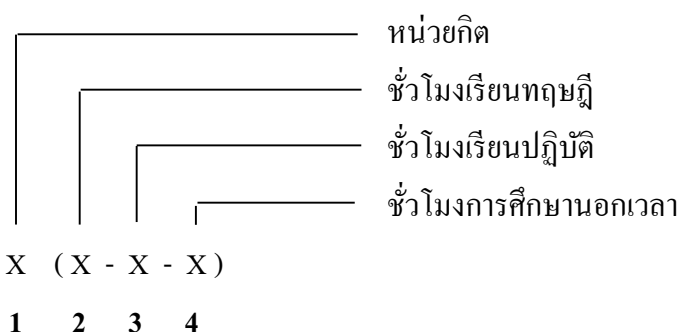 หน่วยกิต
ชั่วโมงเรียนทฤษฎี
ชั่วโมงเรียนปฏิบัติ
ชั่วโมงการศึกษานอกเวลา
X ( X - X - X )
1 2 3 4